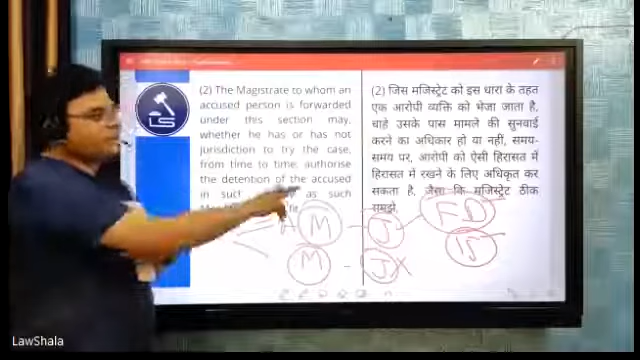 (2) The Magistrate to whom an
accused person is forwarded
under this section may,
whether he has or has not
jurisdiction to try the case,
from time to time, authorise
the detention of the accused
in such
as such
(2) जिस मजिस्ट्रेट को इस धारा के तहत
एक आरोपी व्यक्ति को भेजा जाता है,
चाहे उसके पास मामले की सुनवाई
करने का अधिकार हो या नहीं, समय-
समय पर, आरोपी को ऐसी हिरासत में
हिरासत में रखने के लिए अधिकृत कर
सकता है, जैसा कि मजिस्ट्रेट ठीक
समझे.
LS
M - J
FD
15
M - J X
LawShala